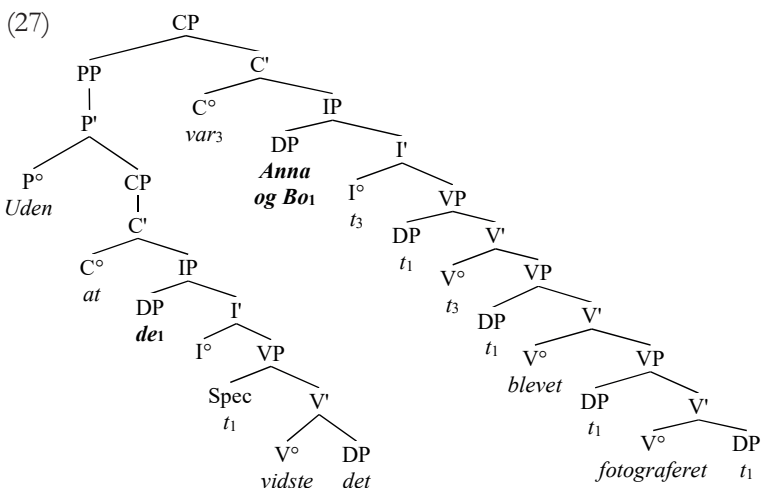 (27)
CP
PP C'
P' C° IP
var₃
DP I'
Anna
og Bo₁
P° CP I° VP
Uden t₃
C' DP V'
t₁
C° IP V° VP
at t₃
DP I' DP V'
de₁ t₁
I° VP V° VP
blevet
Spec V' DP V'
t₁ t₁
V° DP V° DP
vidste det fotograferet t₁